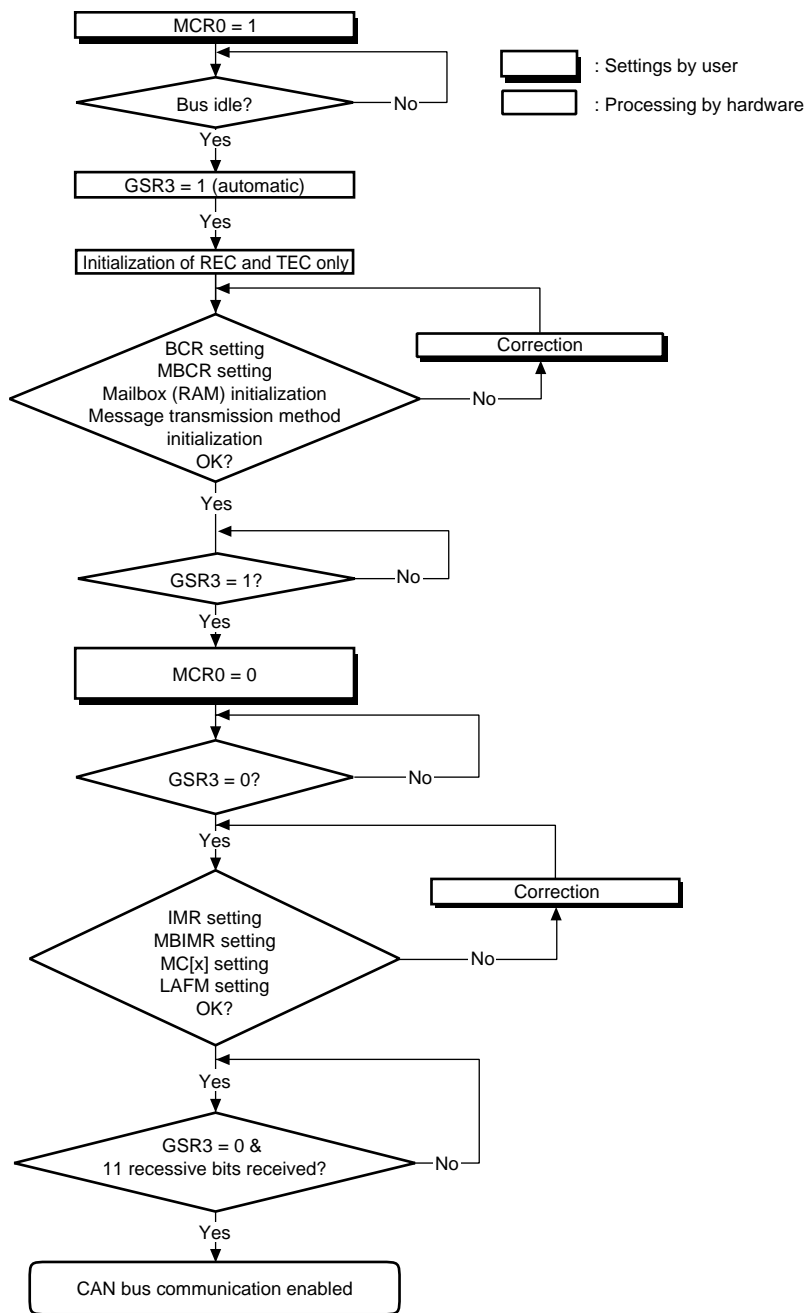 MCR0 = 1
: Settings by user
Bus idle?
No
: Processing by hardware
Yes
GSR3 = 1 (automatic)
Yes
Initialization of REC and TEC only
Correction
BCR setting
MBCR setting
Mailbox (RAM) initialization
Message transmission method
initialization
OK?
No
Yes
GSR3 = 1?
No
Yes
MCR0 = 0
GSR3 = 0?
No
Yes
Correction
IMR setting
MBIMR setting
MC[x] setting
LAFM setting
OK?
No
Yes
GSR3 = 0 &
11 recessive bits received?
No
Yes
CAN bus communication enabled